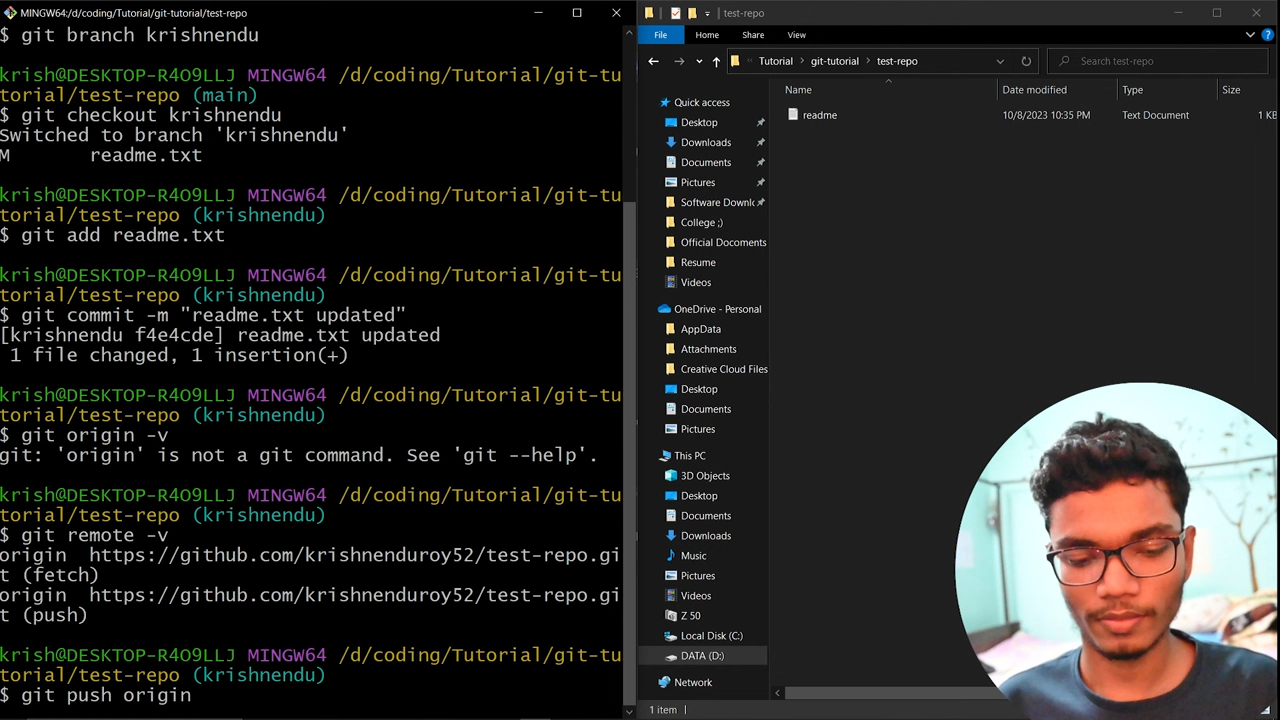 MINGW64:/d/coding/Tutorial/git-tutorial/test-repo
$ git branch krishnendu
krish@DESKTOP-R4O9LLJ MINGW64 /d/coding/Tutorial/git-tu
torial/test-repo (main)
$ git checkout krishnendu
Switched to branch 'krishnendu'
M readme.txt
krish@DESKTOP-R4O9LLJ MINGW64 /d/coding/Tutorial/git-tu
torial/test-repo (krishnendu)
$ git add readme.txt
krish@DESKTOP-R4O9LLJ MINGW64 /d/coding/Tutorial/git-tu
torial/test-repo (krishnendu)
$ git commit -m "readme.txt updated"
[krishnendu f4e4cde] readme.txt updated
1 file changed, 1 insertion(+)
krish@DESKTOP-R4O9LLJ MINGW64 /d/coding/Tutorial/git-tu
torial/test-repo (krishnendu)
$ git origin -v
git: 'origin' is not a git command. See 'git --help'.
krish@DESKTOP-R4O9LLJ MINGW64 /d/coding/Tutorial/git-tu
torial/test-repo (krishnendu)
$ git remote -v
origin https://github.com/krishnenduroy52/test-repo.gi
t (fetch)
origin https://github.com/krishnenduroy52/test-repo.gi
t (push)
krish@DESKTOP-R4O9LLJ MINGW64 /d/coding/Tutorial/git-tu
torial/test-repo (krishnendu)
$ git push origin
test-repo
File Home Share View
Tutorial git-tutorial test-repo
Search test-repo
Name Date modified Type Size
readme 10/8/2023 10:35 PM Text Document 1 KB
Quick access
Desktop
Downloads
Documents
Pictures
Software Downlo
College ;)
Official Docoments
Resume
Videos
OneDrive - Personal
AppData
Attachments
Creative Cloud Files
Desktop
Documents
Pictures
This PC
3D Objects
Desktop
Documents
Downloads
Music
Pictures
Videos
Z 50
Local Disk (C:)
DATA (D:)
Network
1 item